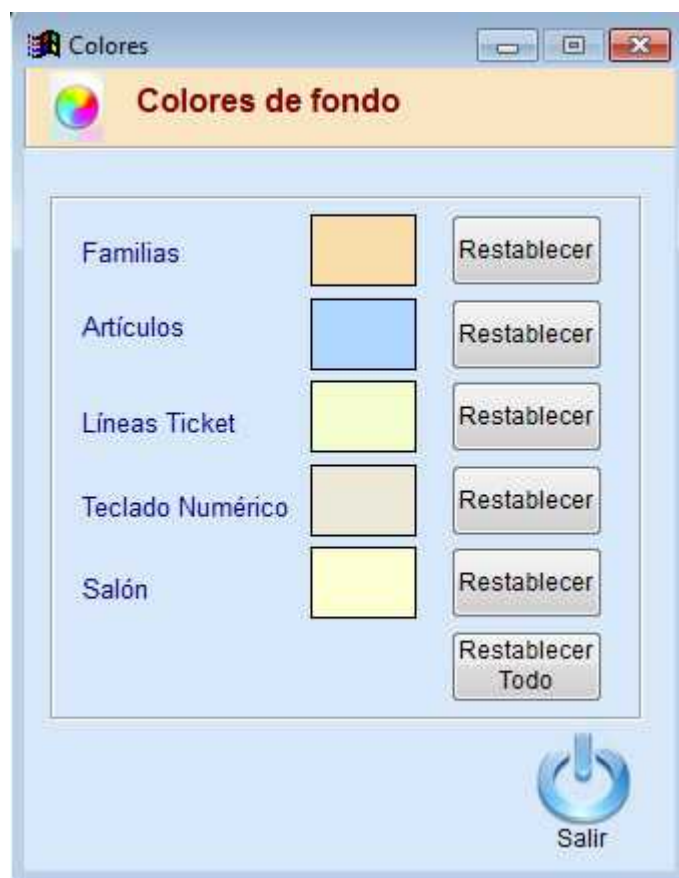 Colores
Colores de fondo
Familias
Restablecer
Artículos
Restablecer
Líneas Ticket
Restablecer
Teclado Numérico
Restablecer
Salón
Restablecer
Restablecer
Todo
Salir